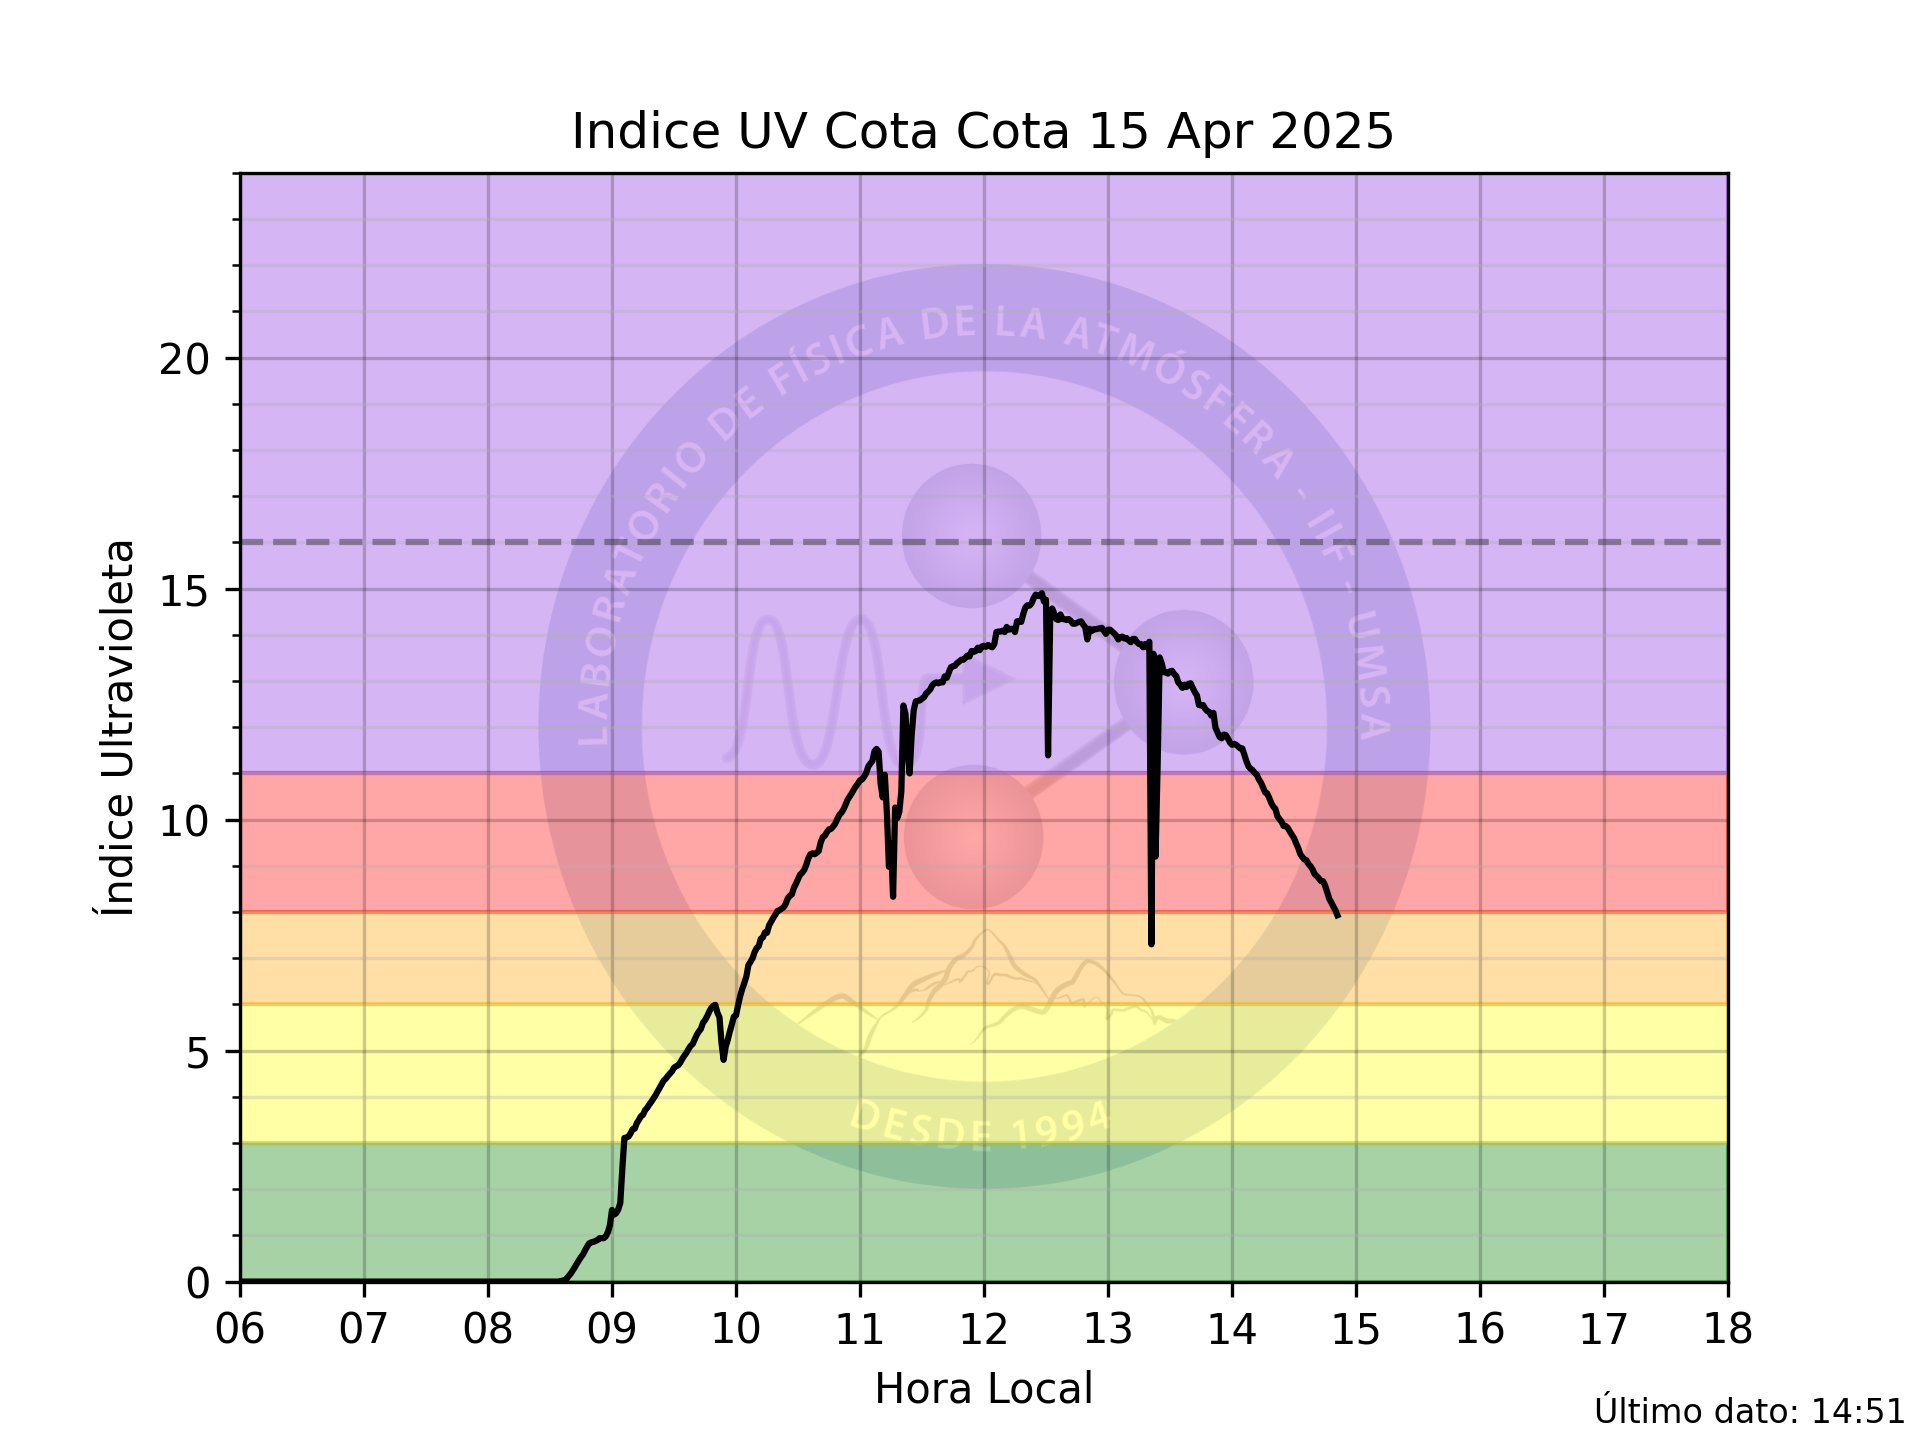 Indice UV Cota Cota 15 Apr 2025
LABORATORIO DE FÍSICA DE LA ATMÓSFERA - IIF - UMSA
20
15
10
5
0
Índice Ultravioleta
DESDE 1994
06 07 08 09 10 11 12 13 14 15 16 17 18
Hora Local
Último dato: 14:51